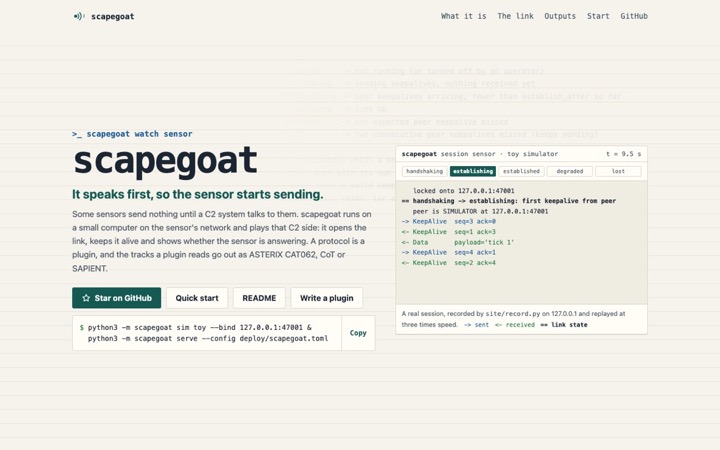 scapegoat
What it is The link Outputs Start GitHub
>_ scapegoat watch sensor
scapegoat
It speaks first, so the sensor starts sending.
Some sensors send nothing until a C2 system talks to them. scapegoat runs on
a small computer on the sensor's network and plays that C2 side: it opens the
link, keeps it alive and shows whether the sensor is answering. A protocol is a
plugin, and the tracks a plugin reads go out as ASTERIX CAT062, CoT or
SAPIENT.
Star on GitHub Quick start README Write a plugin
$ python3 -m scapegoat sim toy --bind 127.0.0.1:47001 &
python3 -m scapegoat serve --config deploy/scapegoat.toml
Copy
scapegoat session sensor · toy simulator t = 9.5 s
handshaking establishing established degraded lost
locked onto 127.0.0.1:47001
== handshaking -> establishing: first keepalive from peer
peer is SIMULATOR at 127.0.0.1:47001
-> KeepAlive seq=3 ack=0
<- KeepAlive seq=1 ack=3
<- Data payload='tick 1'
-> KeepAlive seq=4 ack=1
<- KeepAlive seq=2 ack=4
A real session, recorded by site/record.py on 127.0.0.1 and replayed at
three times speed. -> sent <- received == link state